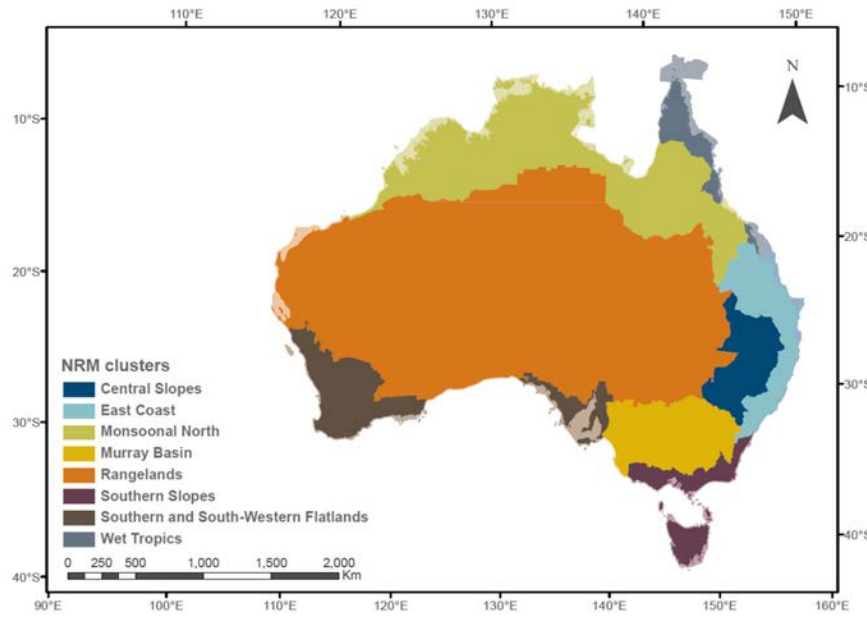 110°E 120°E 130°E 140°E 150°E
N
10°S
10°S
20°S
20°S
30°S
30°S
40°S
40°S
NRM clusters
Central Slopes
East Coast
Monsoonal North
Murray Basin
Rangelands
Southern Slopes
Southern and South-Western Flatlands
Wet Tropics
0 250 500 1,000 1,500 2,000
Km
90°E 100°E 110°E 120°E 130°E 140°E 150°E 160°E